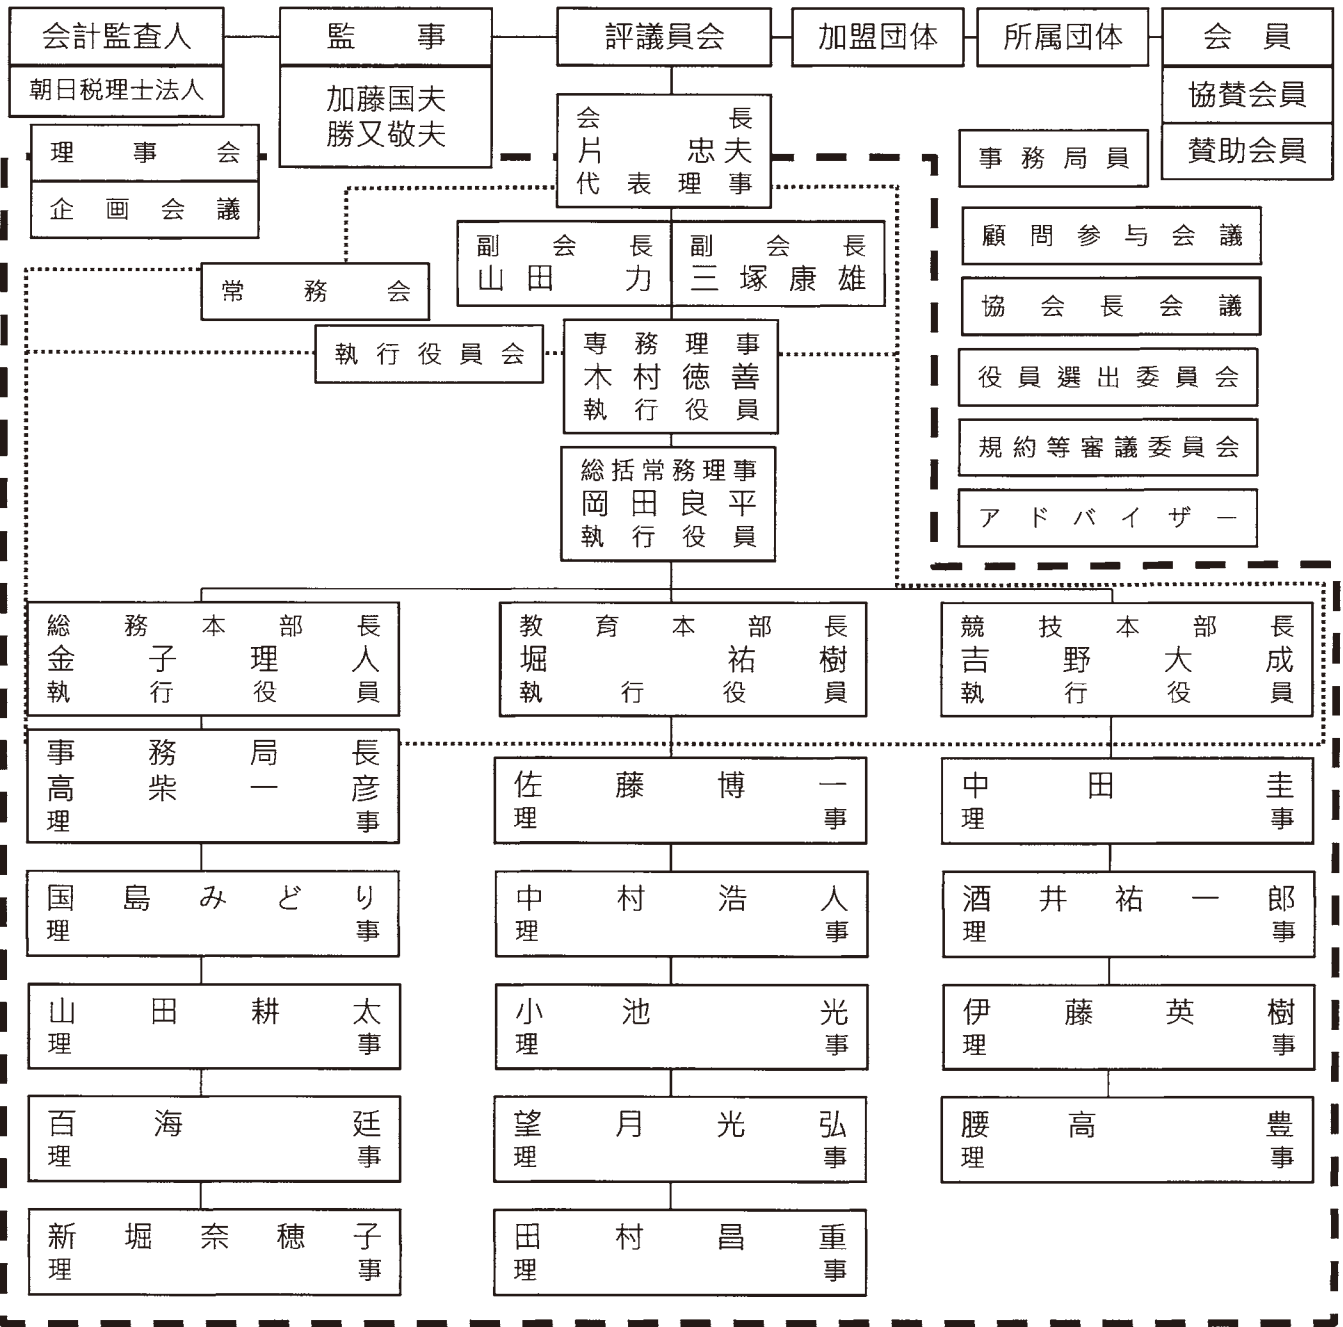 会計監査人
監事
評議員会
加盟団体
所属団体
会員
朝日税理士法人
加藤国夫
勝又敬夫
協賛会員
賛助会員
理事会
企画会議
会長
片忠夫
代表理事
事務局員
副会長
山田力
副会長
三塚康雄
顧問参与会議
常務会
協会長会議
執行役員会
専務理事
木村徳善
執行役員
役員選出委員会
規約等審議委員会
総括常務理事
岡田良平
執行役員
アドバイザー
総務本部長
金子理人
執行役員
教育本部長
堀祐樹
執行役員
競技本部長
吉野大成
執行役員
事務局長
高柴一彦
理事
佐藤博一
理事
中田圭
理事
国島みどり
理事
中村浩人
理事
酒井祐一郎
理事
山田耕太
理事
小池光
理事
伊藤英樹
理事
百海廷
理事
望月光弘
理事
腰高豊
理事
新堀奈穂子
理事
田村昌重
理事